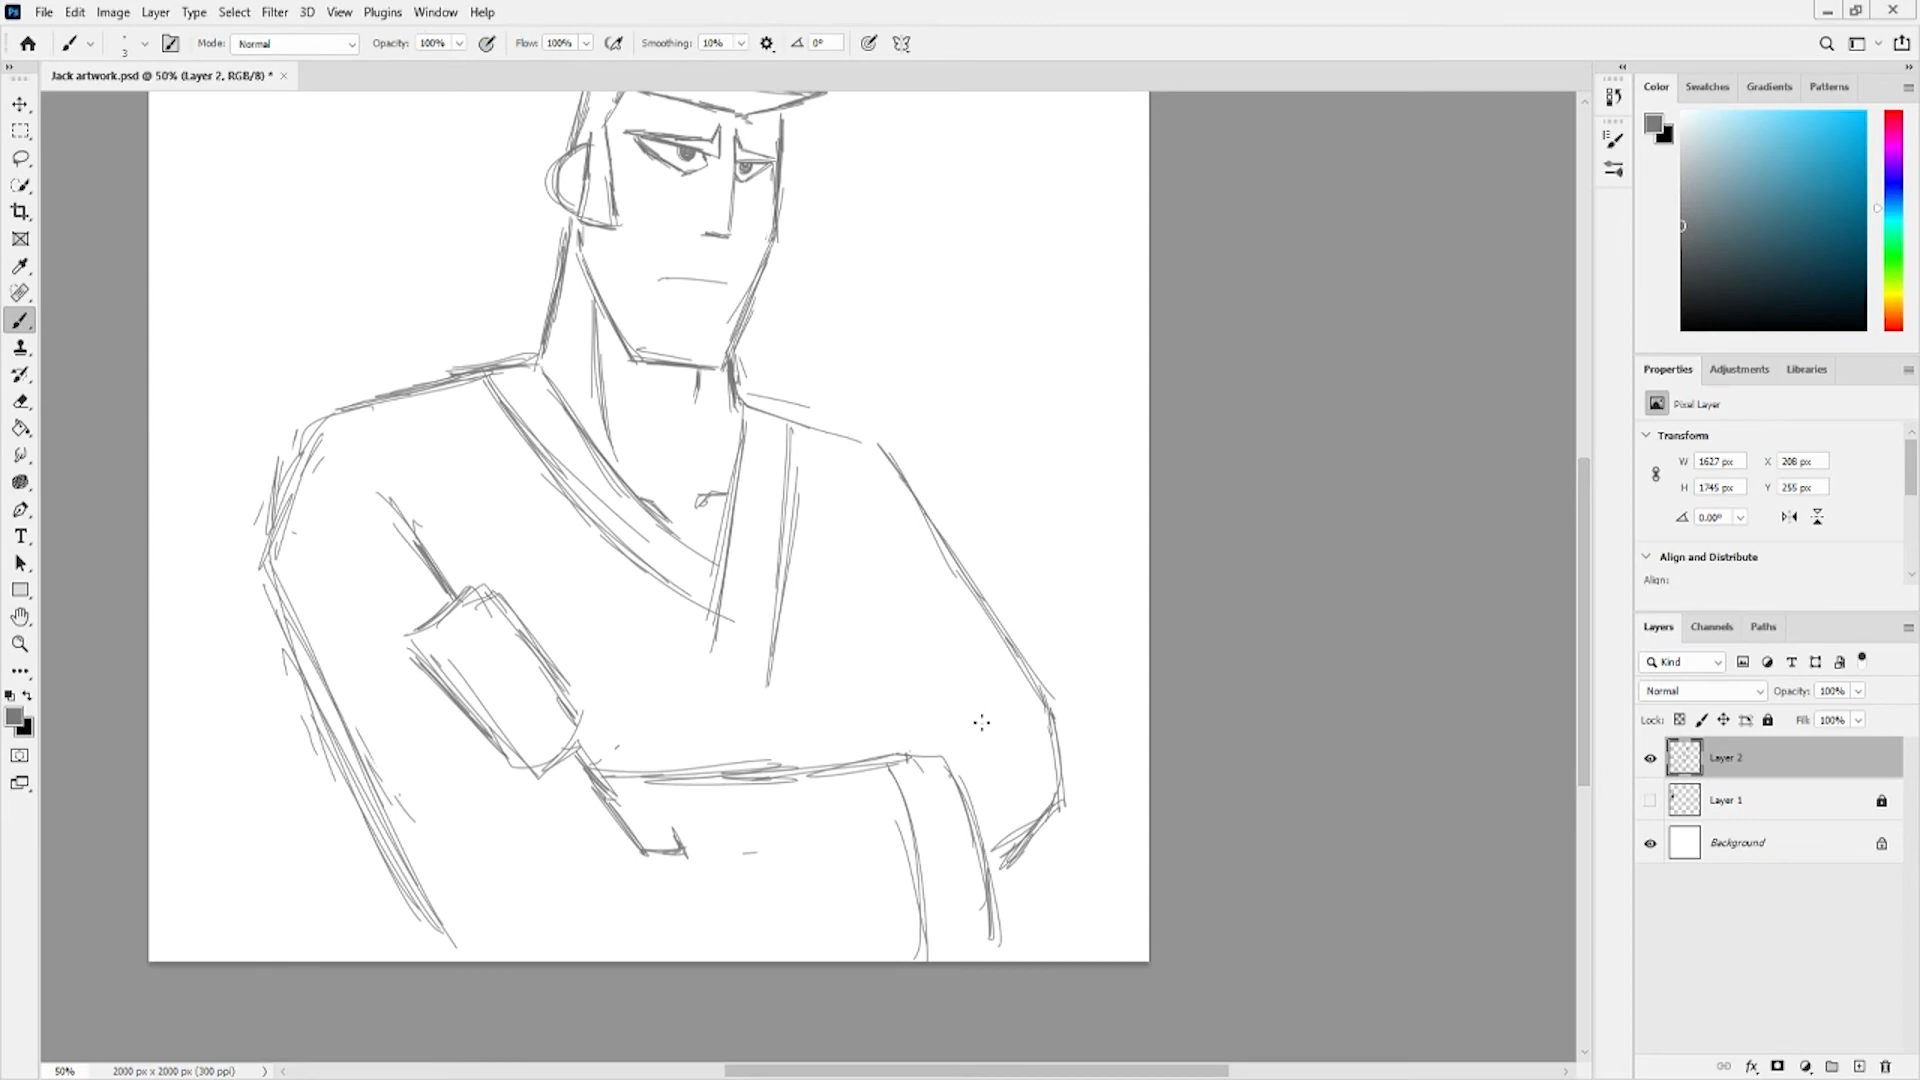 Ps File Edit Image Layer Type Select Filter 3D View Plugins Window Help
3 Mode: Normal Opacity: 100% Flow: 100% Smoothing: 10% 0°
Jack artwork.psd @ 50% (Layer 2, RGB/8) *
Color Swatches Gradients Patterns
Properties Adjustments Libraries
Pixel Layer
Transform
W 1627 px X 208 px
H 1745 px Y 255 px
0.00°
Align and Distribute
Align:
Layers Channels Paths
Kind
Normal Opacity: 100%
Lock: Fill: 100%
Layer 2
Layer 1
Background
50% 2000 px x 2000 px (300 ppi)